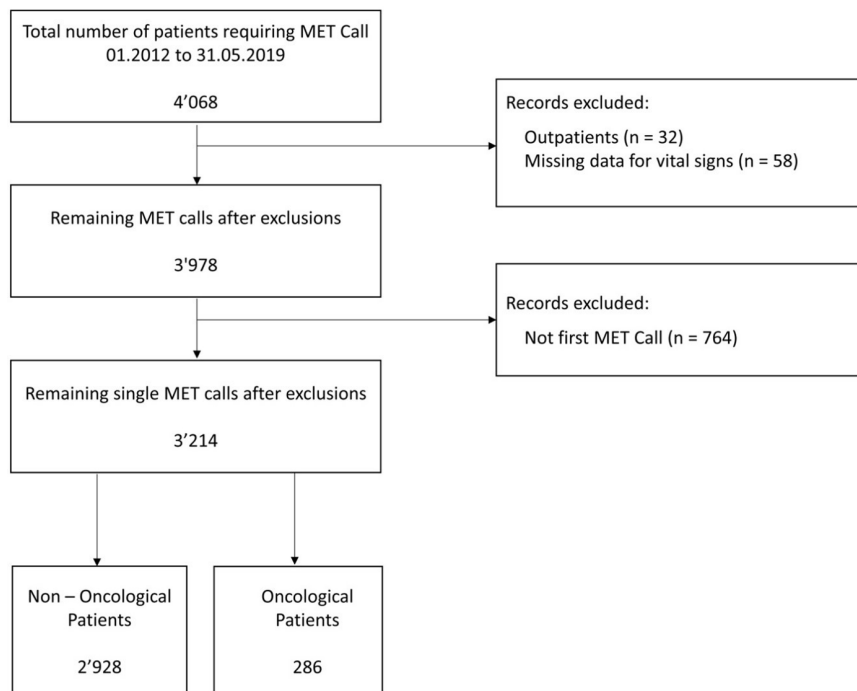 Total number of patients requiring MET Call
01.2012 to 31.05.2019
4’068
Records excluded:
Outpatients (n = 32)
Missing data for vital signs (n = 58)
Remaining MET calls after exclusions
3'978
Records excluded:
Not first MET Call (n = 764)
Remaining single MET calls after exclusions
3’214
Non – Oncological
Patients
2’928
Oncological
Patients
286